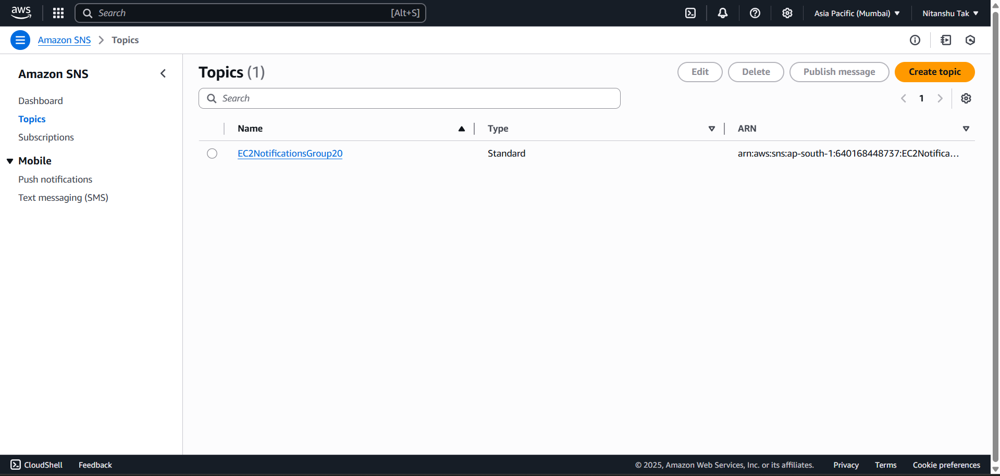 aws
Search [Alt+S]
Asia Pacific (Mumbai)
Nitanshu Tak
Amazon SNS
Topics
Amazon SNS
Dashboard
Topics
Subscriptions
Mobile
Push notifications
Text messaging (SMS)
Topics (1)
Edit
Delete
Publish message
Create topic
Search
1
Name Type ARN
EC2NotificationsGroup20 Standard arn:aws:sns:ap-south-1:640168448737:EC2Notifica…
CloudShell
Feedback
© 2025, Amazon Web Services, Inc. or its affiliates.
Privacy
Terms
Cookie preferences